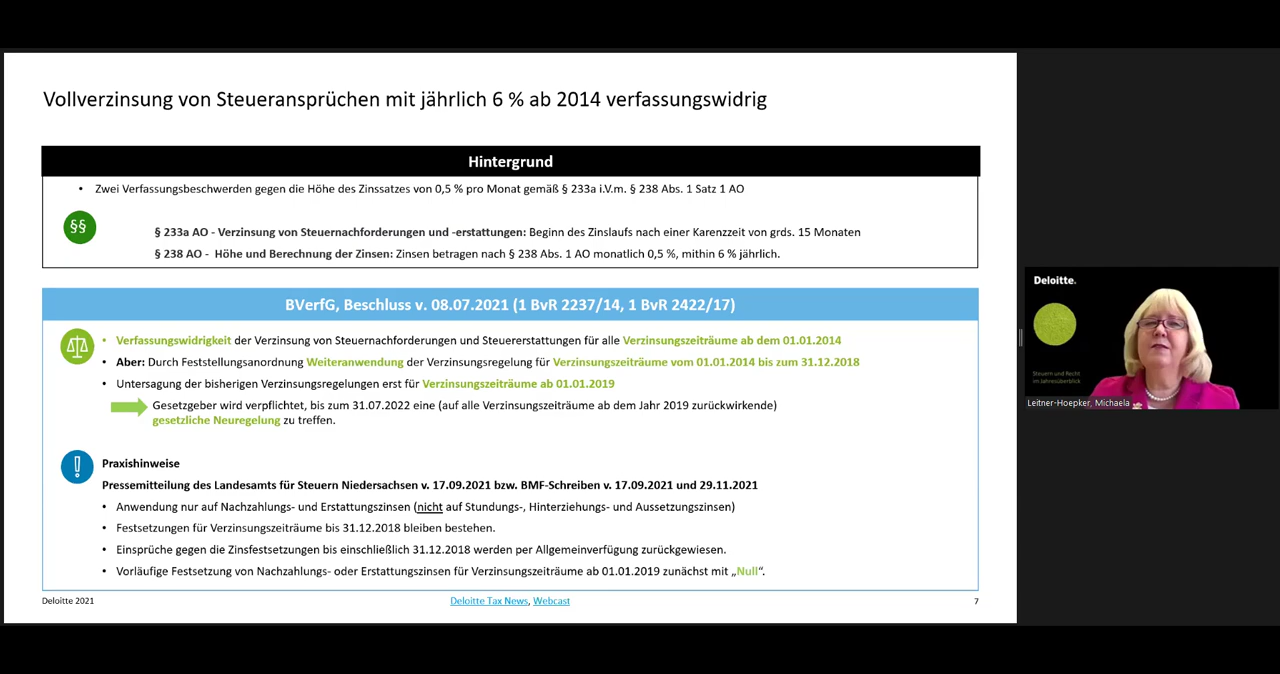 Vollverzinsung von Steueransprüchen mit jährlich 6 % ab 2014 verfassungswidrig
Hintergrund
• Zwei Verfassungsbeschwerden gegen die Höhe des Zinssatzes von 0,5 % pro Monat gemäß § 233a i.V.m. § 238 Abs. 1 Satz 1 AO
§§
§ 233a AO - Verzinsung von Steuernachforderungen und -erstattungen: Beginn des Zinslaufs nach einer Karenzzeit von grds. 15 Monaten
§ 238 AO - Höhe und Berechnung der Zinsen: Zinsen betragen nach § 238 Abs. 1 AO monatlich 0,5 %, mithin 6 % jährlich.
BVerfG, Beschluss v. 08.07.2021 (1 BvR 2237/14, 1 BvR 2422/17)
• Verfassungswidrigkeit der Verzinsung von Steuernachforderungen und Steuererstattungen für alle Verzinsungszeiträume ab dem 01.01.2014
• Aber: Durch Feststellungsanordnung Weiteranwendung der Verzinsungsregelung für Verzinsungszeiträume vom 01.01.2014 bis zum 31.12.2018
• Untersagung der bisherigen Verzinsungsregelungen erst für Verzinsungszeiträume ab 01.01.2019
Gesetzgeber wird verpflichtet, bis zum 31.07.2022 eine (auf alle Verzinsungszeiträume ab dem Jahr 2019 zurückwirkende)
gesetzliche Neuregelung zu treffen.
!
Praxishinweise
Pressemitteilung des Landesamts für Steuern Niedersachsen v. 17.09.2021 bzw. BMF-Schreiben v. 17.09.2021 und 29.11.2021
• Anwendung nur auf Nachzahlungs- und Erstattungszinsen (nicht auf Stundungs-, Hinterziehungs- und Aussetzungszinsen)
• Festsetzungen für Verzinsungszeiträume bis 31.12.2018 bleiben bestehen.
• Einsprüche gegen die Zinsfestsetzungen bis einschließlich 31.12.2018 werden per Allgemeinverfügung zurückgewiesen.
• Vorläufige Festsetzung von Nachzahlungs- oder Erstattungszinsen für Verzinsungszeiträume ab 01.01.2019 zunächst mit „Null“.
Deloitte 2021
Deloitte Tax News, Webcast
7
Deloitte.
Steuern und Recht
im Jahresüberblick
Leitner-Hoepker, Michaela